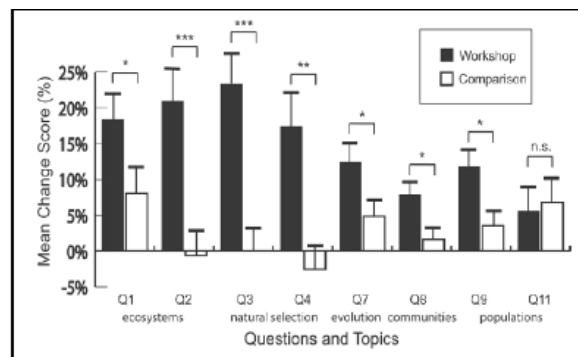 *** 
* *** **
Workshop
Comparison
25%
20%
15%
10%
5%
0%
-5%
Mean Change Score (%)
* * * n.s.
Q1 Q2 Q3 Q4 Q7 Q8 Q9 Q11
ecosystems natural selection evolution communities populations
Questions and Topics